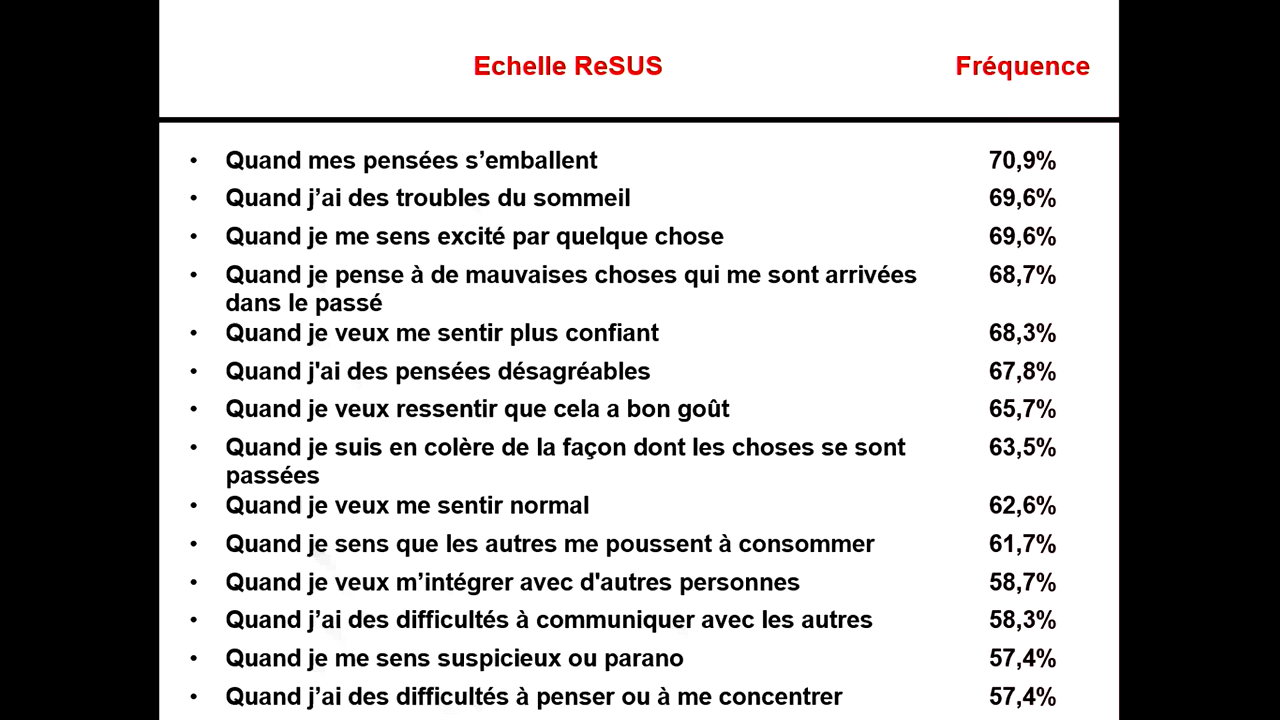 Echelle ReSUS Fréquence
• Quand mes pensées s’emballent 70,9%
• Quand j’ai des troubles du sommeil 69,6%
• Quand je me sens excité par quelque chose 69,6%
• Quand je pense à de mauvaises choses qui me sont arrivées 68,7%
dans le passé
• Quand je veux me sentir plus confiant 68,3%
• Quand j'ai des pensées désagréables 67,8%
• Quand je veux ressentir que cela a bon goût 65,7%
• Quand je suis en colère de la façon dont les choses se sont 63,5%
passées
• Quand je veux me sentir normal 62,6%
• Quand je sens que les autres me poussent à consommer 61,7%
• Quand je veux m’intégrer avec d'autres personnes 58,7%
• Quand j’ai des difficultés à communiquer avec les autres 58,3%
• Quand je me sens suspicieux ou parano 57,4%
• Quand j’ai des difficultés à penser ou à me concentrer 57,4%